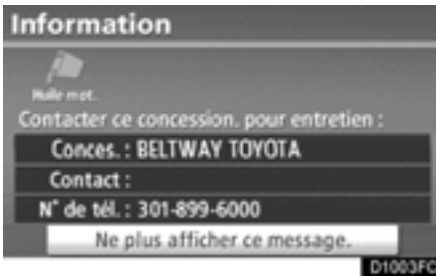 Information
Huile mot.
Contacter ce concession. pour entretien :
Conces. : BELTWAY TOYOTA
Contact :
N° de tél. : 301-899-6000
Ne plus afficher ce message.
D1003FC